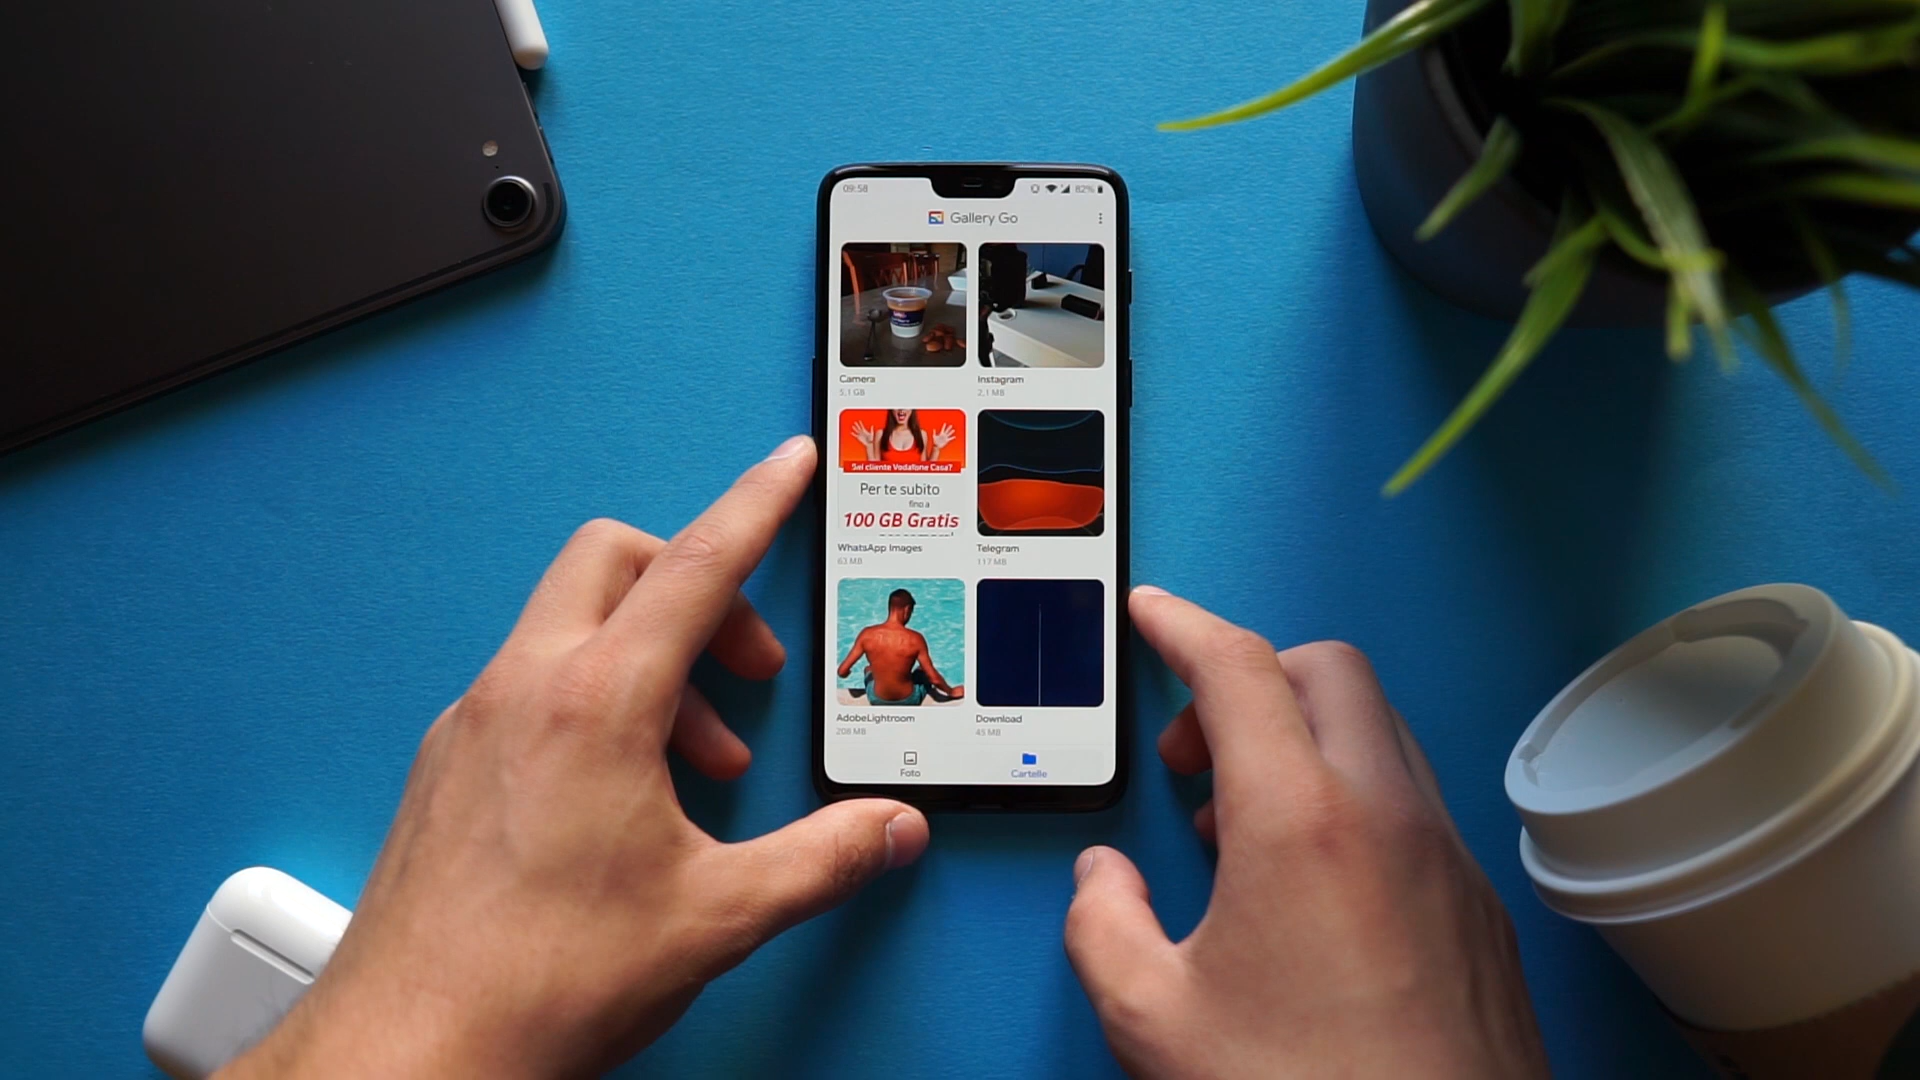 09:58
82%
Gallery Go
Camera
5,1 GB
Instagram
2,1 MB
Sei cliente Vodafone Casa?
Per te subito
fino a
100 GB Gratis
WhatsApp Images
63 MB
Telegram
117 MB
AdobeLightroom
208 MB
Download
45 MB
Foto
Cartelle